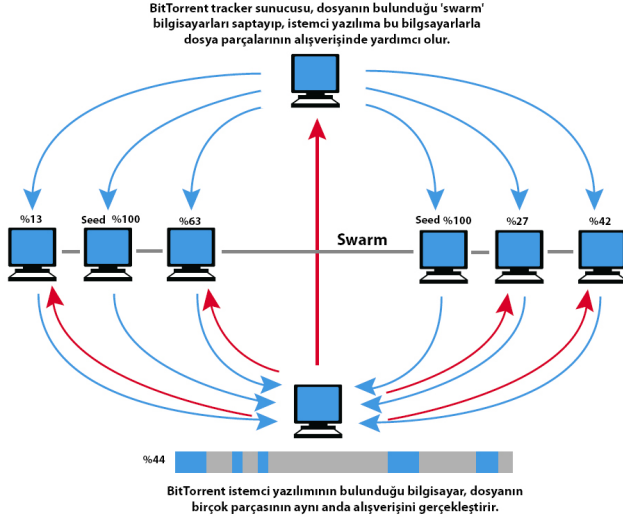 BitTorrent tracker sunucusu, dosyanın bulunduğu 'swarm'
bilgisayarları saptayıp, istemci yazılıma bu bilgsayarlarla
dosya parçalarının alışverişinde yardımcı olur.
%13
Seed %100
%63
Seed %100
%27
%42
Swarm
%44
BitTorrent istemci yazılımının bulunduğu bilgisayar, dosyanın
birçok parçasının aynı anda alışverişini gerçekleştirir.